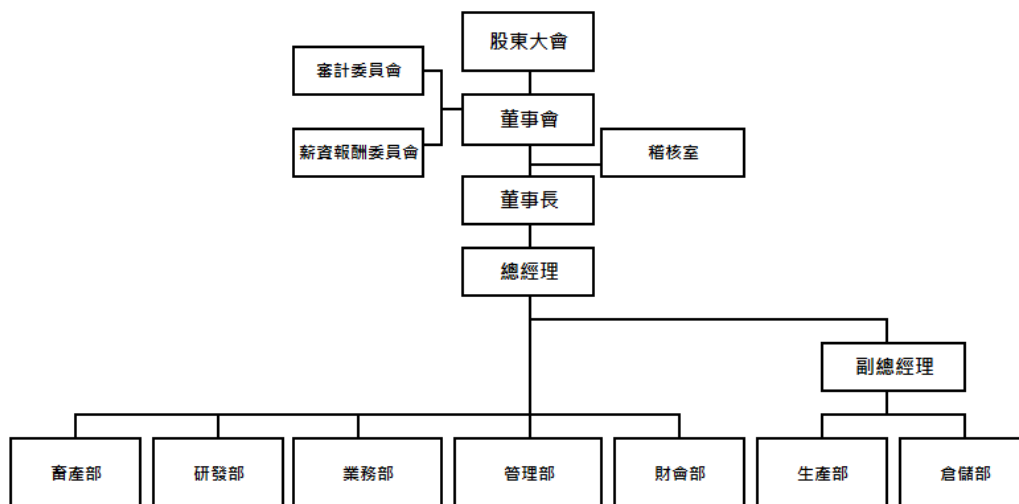 股東大會
審計委員會
董事會
薪資報酬委員會
稽核室
董事長
總經理
副總經理
畜產部
研發部
業務部
管理部
財會部
生產部
倉儲部